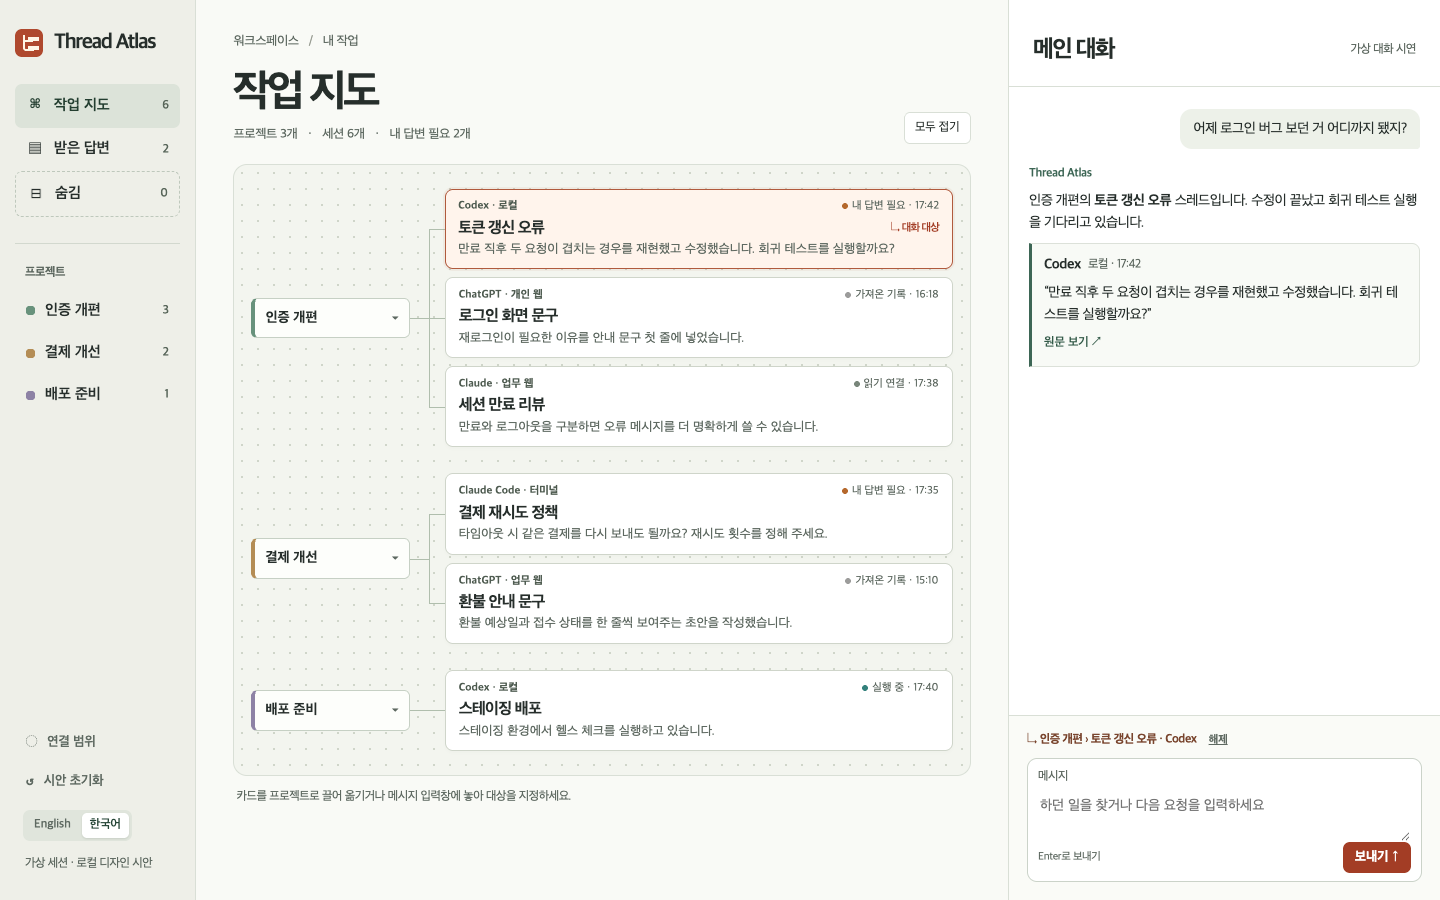 Thread Atlas
작업 지도 6
받은 답변 2
숨김 0
프로젝트
인증 개편 3
결제 개선 2
배포 준비 1
연결 범위
시안 초기화
English 한국어
가상 세션 · 로컬 디자인 시안
워크스페이스 / 내 작업
작업 지도
프로젝트 3개 · 세션 6개 · 내 답변 필요 2개
모두 접기
인증 개편
Codex · 로컬 내 답변 필요 · 17:42
토큰 갱신 오류 대화 대상
만료 직후 두 요청이 겹치는 경우를 재현했고 수정했습니다. 회귀 테스트를 실행할까요?
ChatGPT · 개인 웹 가져온 기록 · 16:18
로그인 화면 문구
재로그인이 필요한 이유를 안내 문구 첫 줄에 넣었습니다.
Claude · 업무 웹 읽기 연결 · 17:38
세션 만료 리뷰
만료와 로그아웃을 구분하면 오류 메시지를 더 명확하게 쓸 수 있습니다.
결제 개선
Claude Code · 터미널 내 답변 필요 · 17:35
결제 재시도 정책
타임아웃 시 같은 결제를 다시 보내도 될까요? 재시도 횟수를 정해 주세요.
ChatGPT · 업무 웹 가져온 기록 · 15:10
환불 안내 문구
환불 예상일과 접수 상태를 한 줄씩 보여주는 초안을 작성했습니다.
배포 준비
Codex · 로컬 실행 중 · 17:40
스테이징 배포
스테이징 환경에서 헬스 체크를 실행하고 있습니다.
카드를 프로젝트로 끌어 옮기거나 메시지 입력창에 놓아 대상을 지정하세요.
메인 대화 가상 대화 시연
어제 로그인 버그 보던 거 어디까지 됐지?
Thread Atlas
인증 개편의 토큰 갱신 오류 스레드입니다. 수정이 끝났고 회귀 테스트 실행
을 기다리고 있습니다.
Codex 로컬 · 17:42
“만료 직후 두 요청이 겹치는 경우를 재현했고 수정했습니다. 회귀 테
스트를 실행할까요?”
원문 보기 ↗
인증 개편 › 토큰 갱신 오류 · Codex 해제
메시지
하던 일을 찾거나 다음 요청을 입력하세요
Enter로 보내기 보내기 ↑